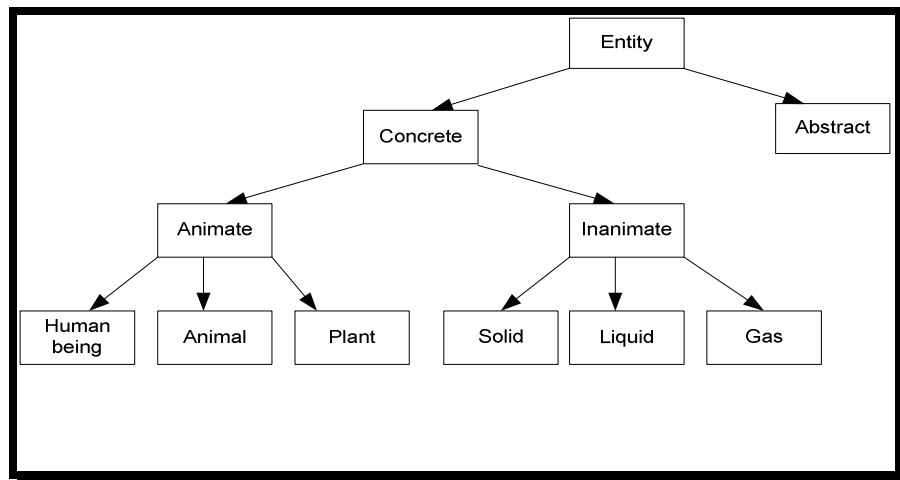 Entity
Concrete
Abstract
Animate
Inanimate
Human
being
Animal
Plant
Solid
Liquid
Gas